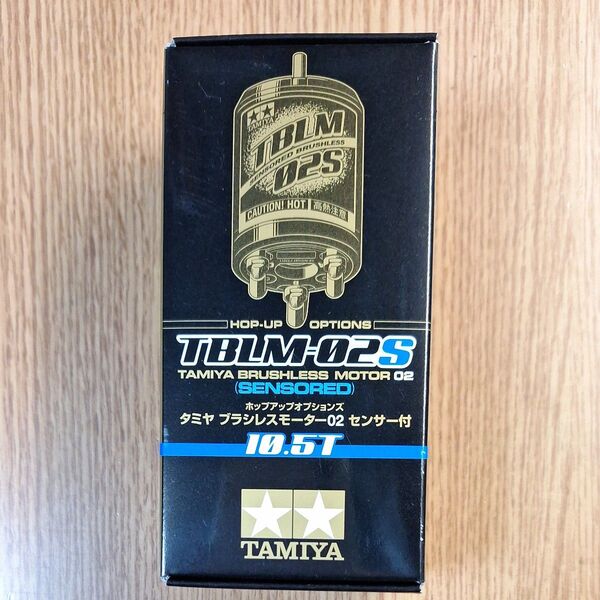 TAMIYA
TBLM
SENSORED BRUSHLESS
02S
CAUTION! HOT 高熱注意
HOP-UP OPTIONS
TBLM-02S
TAMIYA BRUSHLESS MOTOR 02
(SENSORED)
ホップアップオプションズ
タミヤ ブラシレスモーター02 センサー付
10.5T
TAMIYA